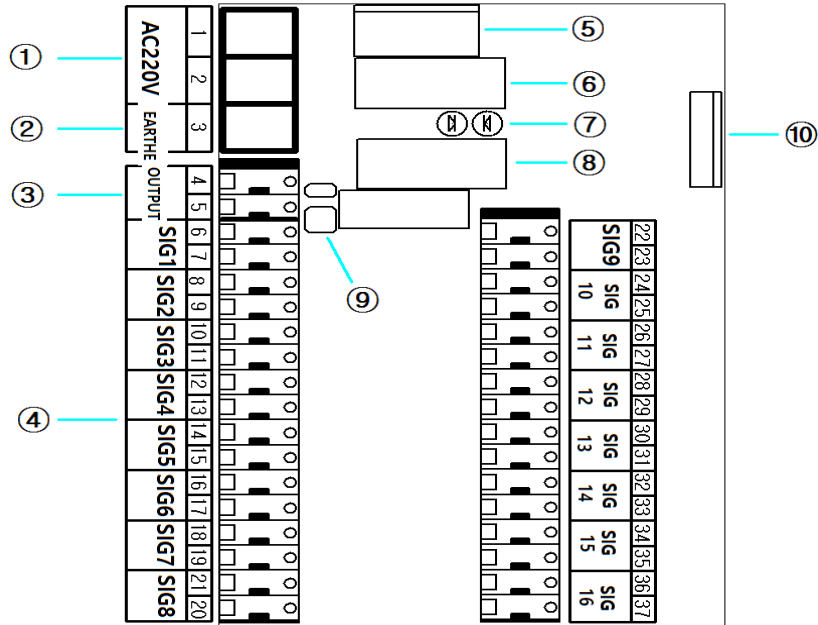 ①
②
③
④
AC220V
EARTHE
OUTPUT
SIG1
SIG2
SIG3
SIG4
SIG5
SIG6
SIG7
SIG8
1
2
3
4
5
6
7
8
9
10
11
12
13
14
15
16
17
18
19
21
20
⑤
⑥
⑦
⑧
⑨
⑩
SIG9
SIG
10
SIG
11
SIG
12
SIG
13
SIG
14
SIG
15
SIG
16
22
23
24
25
26
27
28
29
30
31
32
33
34
35
36
37